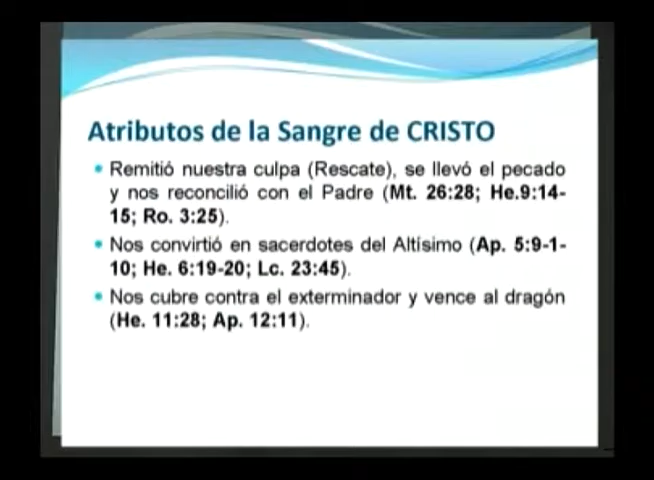 Atributos de la Sangre de CRISTO
• Remitió nuestra culpa (Rescate), se llevó el pecado
y nos reconcilió con el Padre (Mt. 26:28; He.9:14-
15; Ro. 3:25).
• Nos convirtió en sacerdotes del Altísimo (Ap. 5:9-1-
10; He. 6:19-20; Lc. 23:45).
• Nos cubre contra el exterminador y vence al dragón
(He. 11:28; Ap. 12:11).